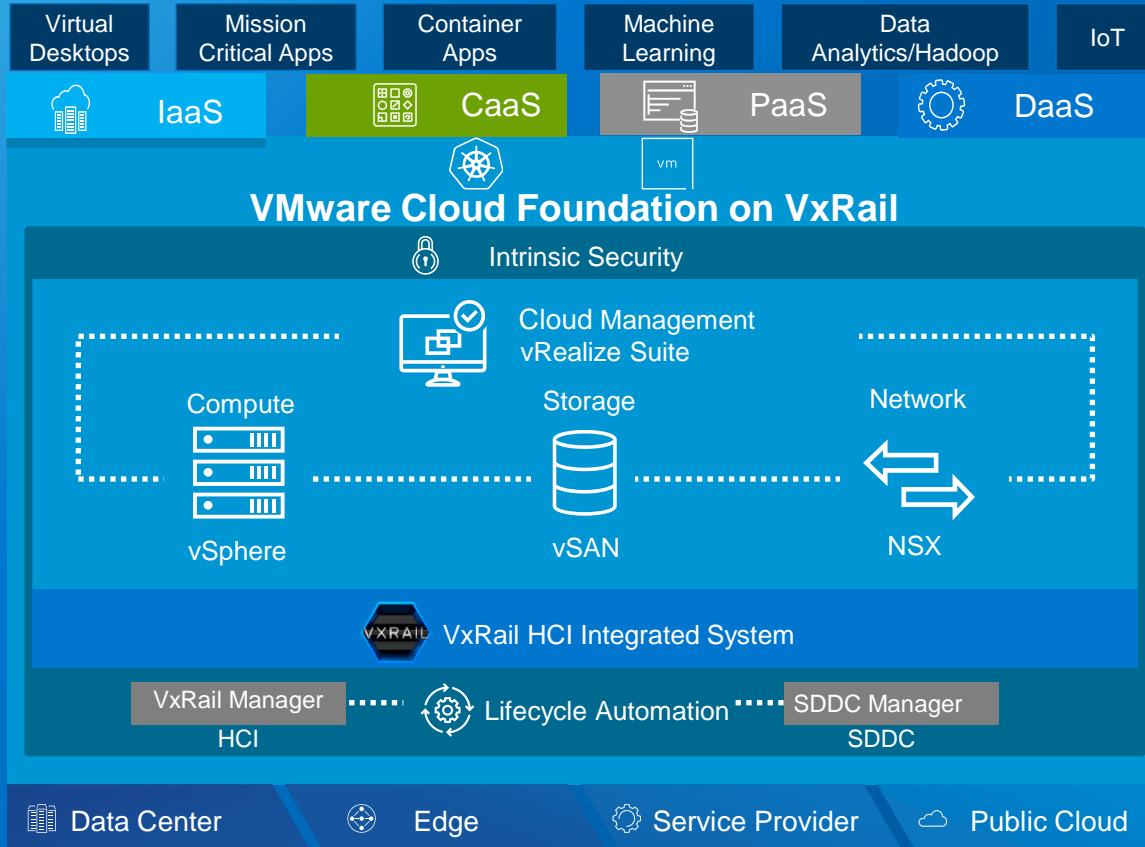 Virtual
Desktops
Mission
Critical Apps
Container
Apps
Machine
Learning
Data
Analytics/Hadoop
IoT
IaaS
CaaS
PaaS
DaaS
vm
VMware Cloud Foundation on VxRail
Intrinsic Security
Cloud Management
vRealize Suite
Compute
Storage
Network
vSphere
vSAN
NSX
VXRAIL
VxRail HCI Integrated System
VxRail Manager
Lifecycle Automation
SDDC Manager
HCI
SDDC
Data Center
Edge
Service Provider
Public Cloud